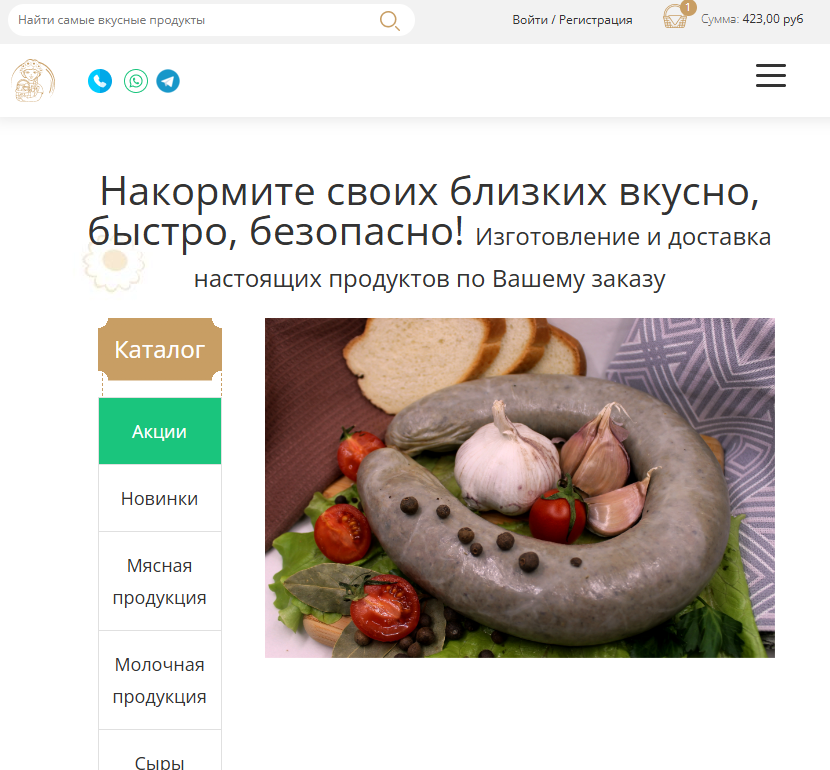 Найти самые вкусные продукты
Войти / Регистрация
1
Сумма: 423,00 руб
Накормите своих близких вкусно,
быстро, безопасно! Изготовление и доставка
настоящих продуктов по Вашему заказу
Каталог
Акции
Новинки
Мясная
продукция
Молочная
продукция
Сыры